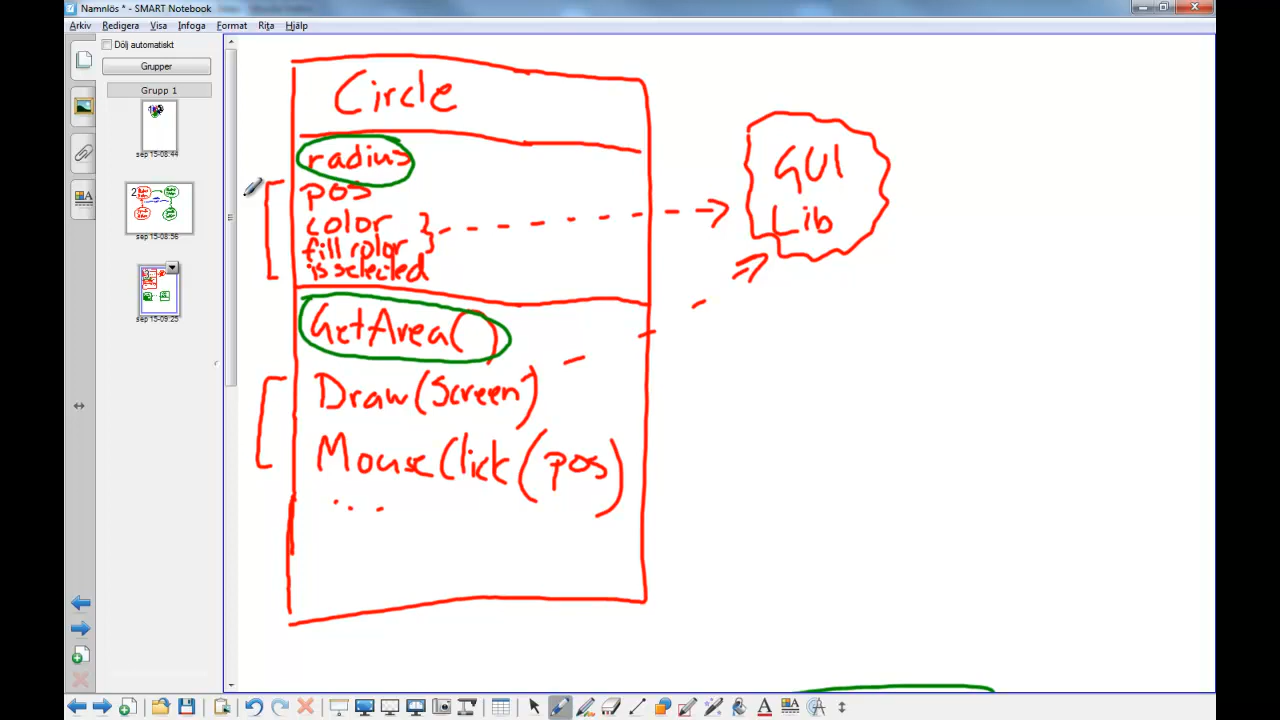 Namnlös * - SMART Notebook
Arkiv Redigera Visa Infoga Format Rita Hjälp
Dölj automatiskt
Grupper
Grupp 1
sep 15-08:44
2
sep 15-08:56
sep 15-09:25
Circle
radius
pos
color
fill color
is selected
GetArea()
Draw(screen)
MouseClick(pos)
...
GUI
Lib